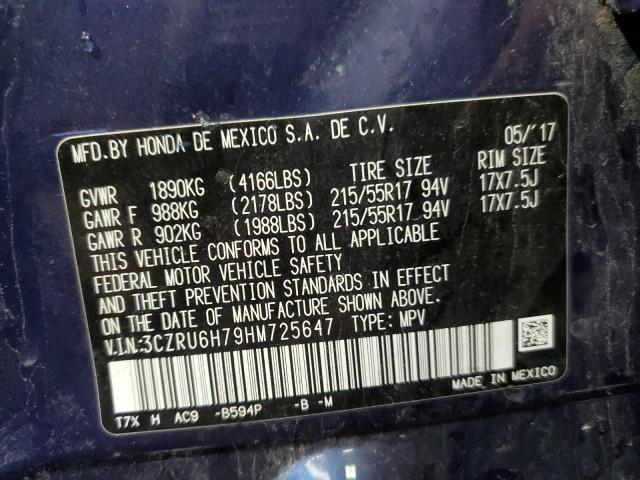 MFD.BY HONDA DE MEXICO S.A. DE C.V. 05/'17
TIRE SIZE RIM SIZE
GVWR 1890KG (4166LBS)
GAWR F 988KG (2178LBS) 215/55R17 94V 17X7.5J
GAWR R 902KG (1988LBS) 215/55R17 94V 17X7.5J
THIS VEHICLE CONFORMS TO ALL APPLICABLE
FEDERAL MOTOR VEHICLE SAFETY
AND THEFT PREVENTION STANDARDS IN EFFECT
ON THE DATE OF MANUFACTURE SHOWN ABOVE.
V.I.N:3CZRU6H79HM725647 TYPE: MPV
MADE IN MEXICO
T7X H AC9 -B594P -B -M